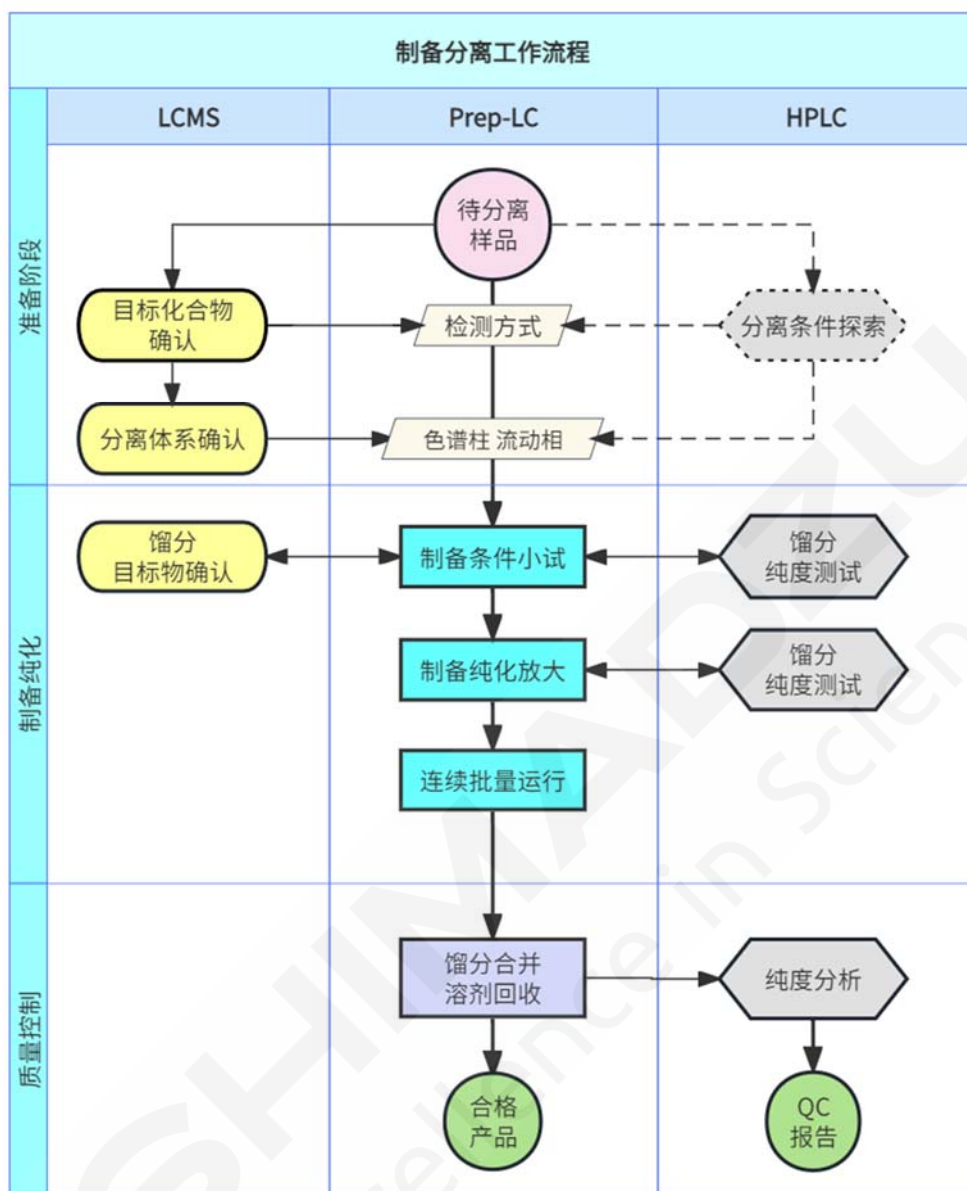 制备分离工作流程
LCMS
Prep-LC
HPLC
准备阶段
待分离
样品
目标化合物
确认
检测方式
分离条件探索
分离体系确认
色谱柱 流动相
制备纯化
馏分
目标物确认
制备条件小试
馏分
纯度测试
制备纯化放大
馏分
纯度测试
连续批量运行
质量控制
馏分合并
溶剂回收
纯度分析
合格
产品
QC
报告
SHIMADZU
Excellence in Science